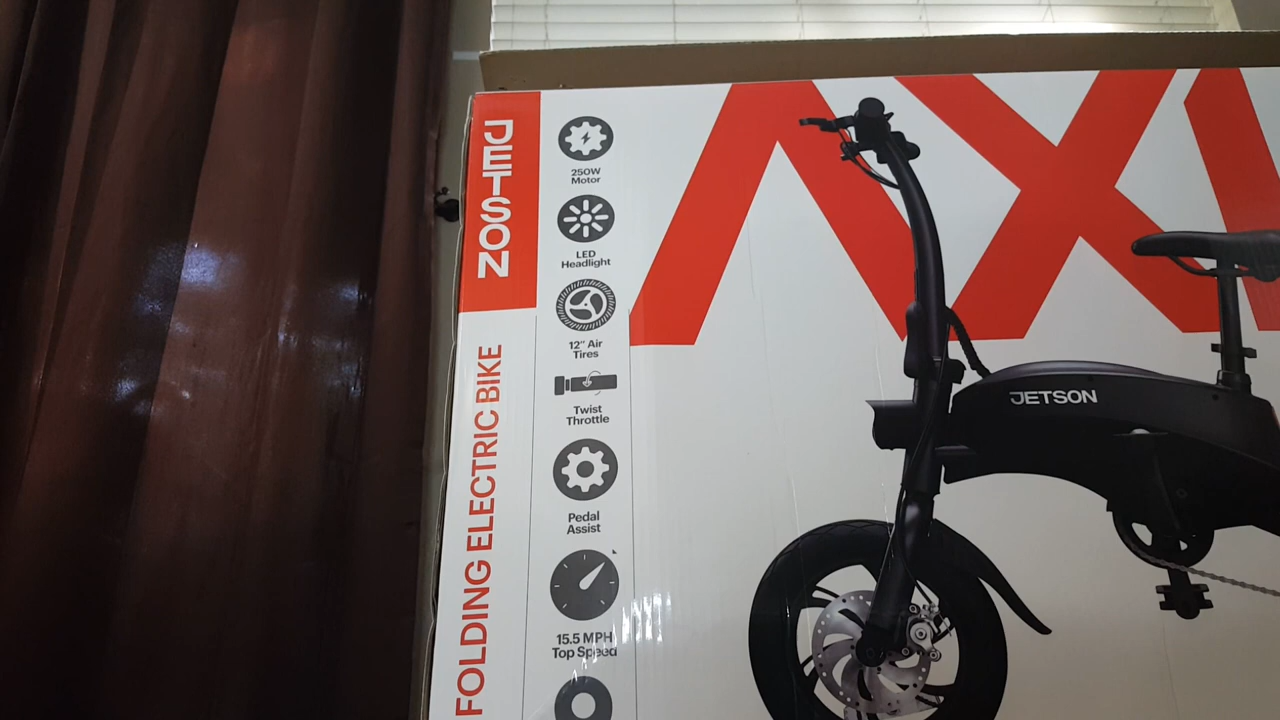 JETSON
FOLDING ELECTRIC BIKE
250W
Motor
LED
Headlight
12" Air
Tires
Twist
Throttle
Pedal
Assist
15.5 MPH
Top Speed
AX
JETSON